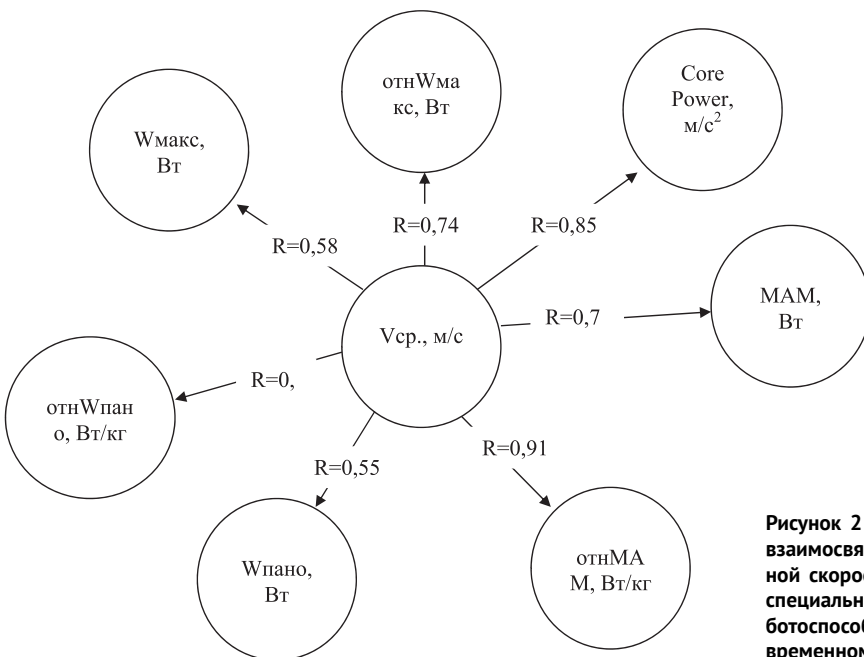 отнWма
кс, Вт
Core
Power,
м/с²
Wмакс,
Вт
R=0,74
R=0,85
R=0,58
МАМ,
Вт
R=0,7
Vср., м/с
R=0,
отнWпан
о, Вт/кг
R=0,91
R=0,55
Wпано,
Вт
отнМА
М, Вт/кг
Рисунок 2
взаимосвя
ной скорос
специальн
ботоспособ
временном